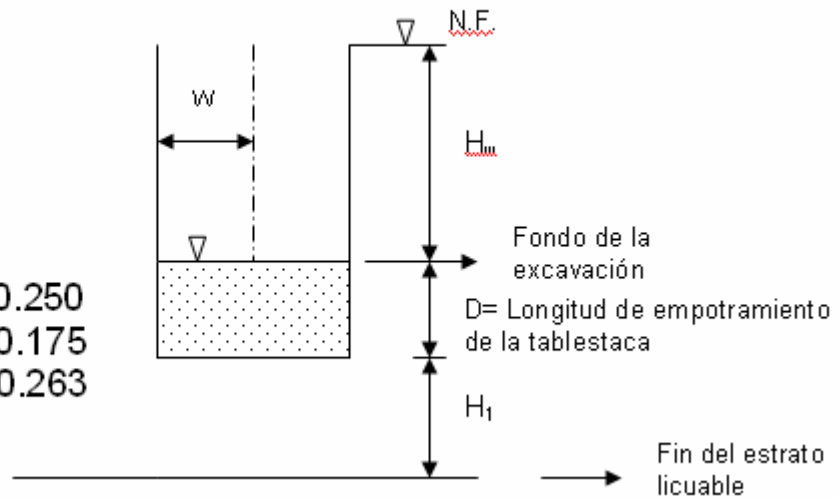 N.F.
w
Hw
Fondo de la
excavación
0.250
0.175
0.263
D= Longitud de empotramiento
de la tablestaca
H1
Fin del estrato
licuable